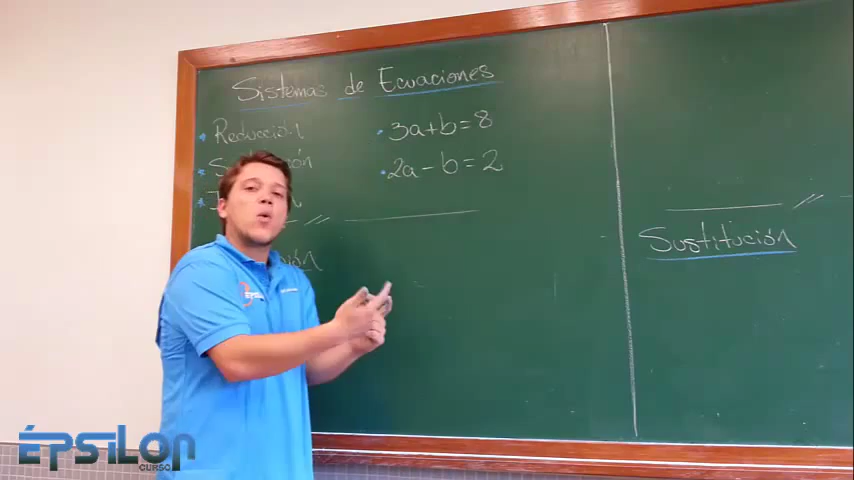 Sistemas de Ecuaciones
Reducción
3a+b=8
2a-b=2
Sustitución
ÉPSILON
CURSO